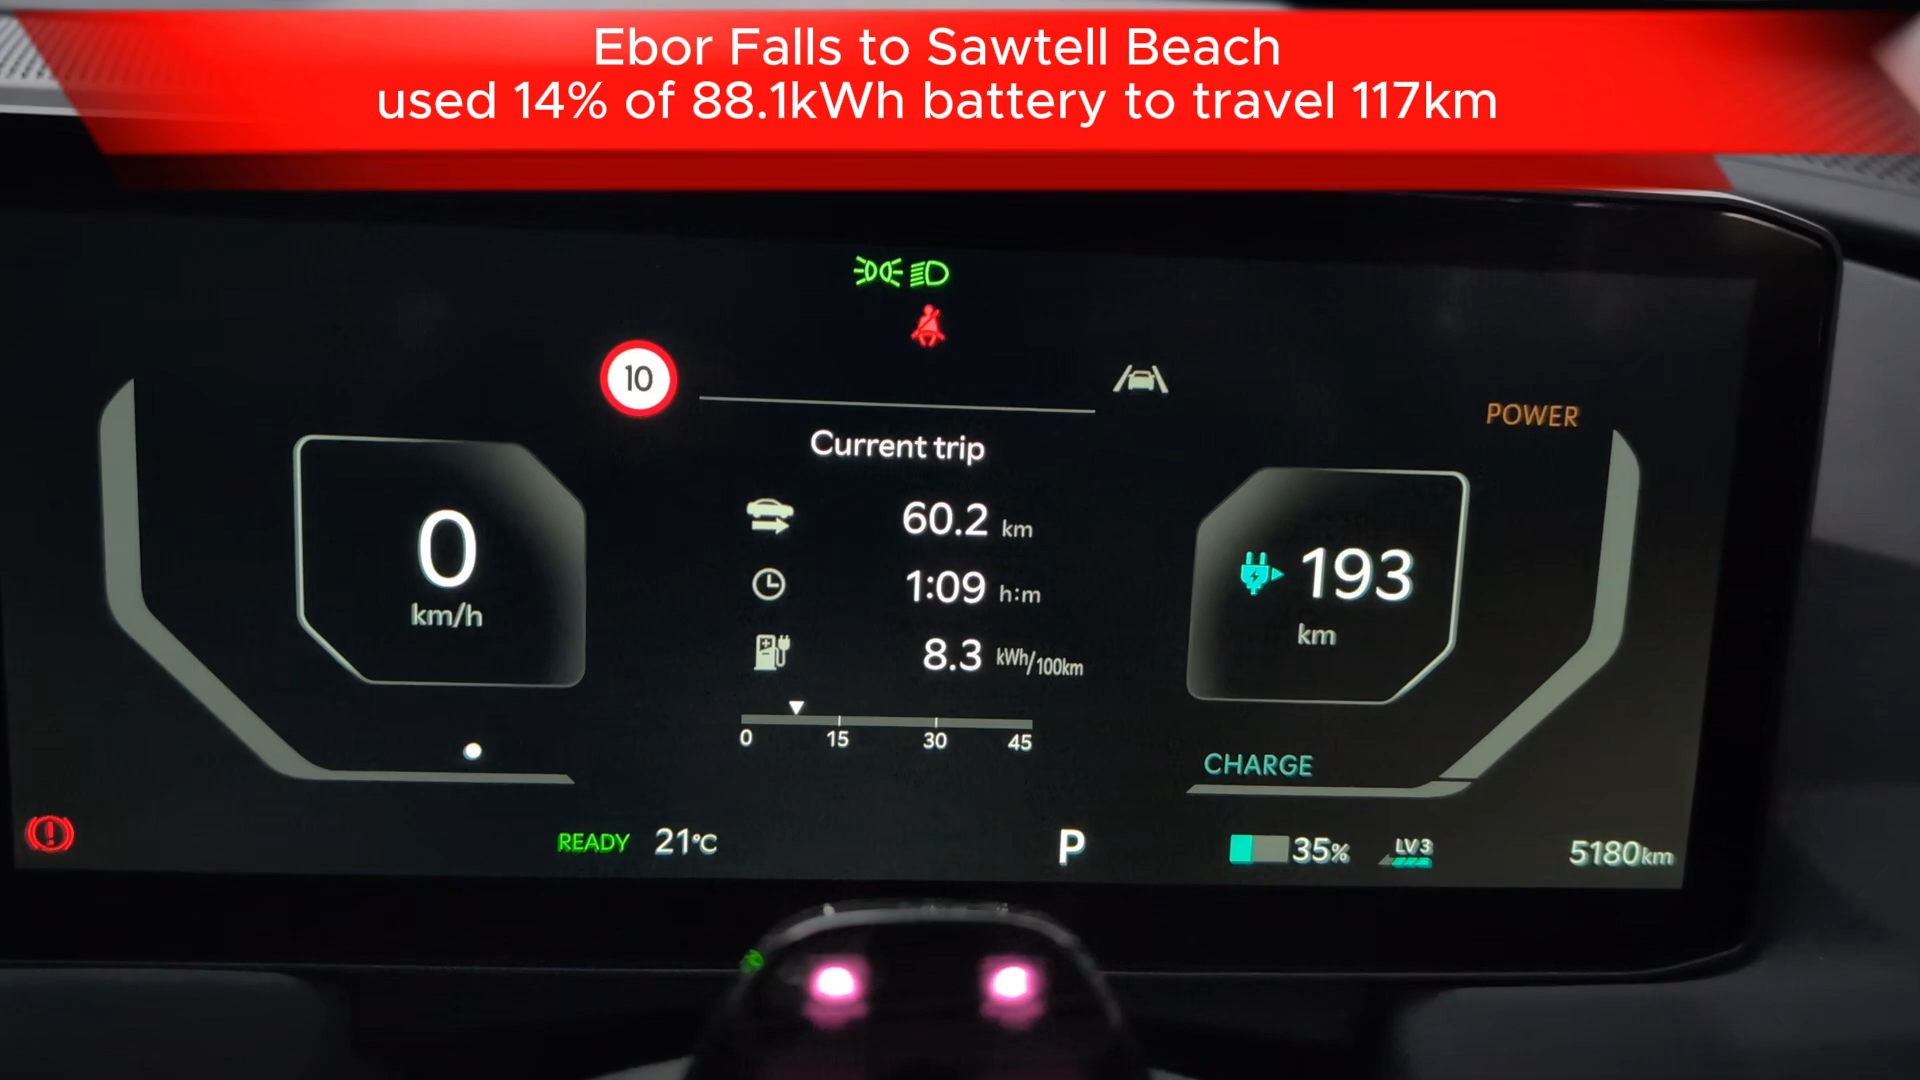 Ebor Falls to Sawtell Beach
used 14% of 88.1kWh battery to travel 117km
10
POWER
Current trip
60.2 km
0
km/h
1:09 h:m
193
km
8.3 kWh/100km
0 15 30 45
CHARGE
READY 21°C P 35% LV3 5180km